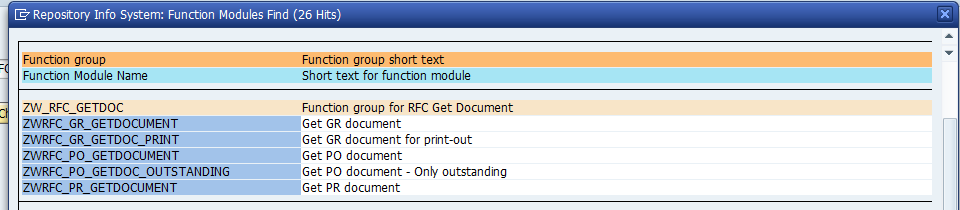 Repository Info System: Function Modules Find (26 Hits)
Function group Function group short text
Function Module Name Short text for function module
ZW_RFC_GETDOC Function group for RFC Get Document
ZWRFC_GR_GETDOCUMENT Get GR document
ZWRFC_GR_GETDOC_PRINT Get GR document for print-out
ZWRFC_PO_GETDOCUMENT Get PO document
ZWRFC_PO_GETDOC_OUTSTANDING Get PO document - Only outstanding
ZWRFC_PR_GETDOCUMENT Get PR document